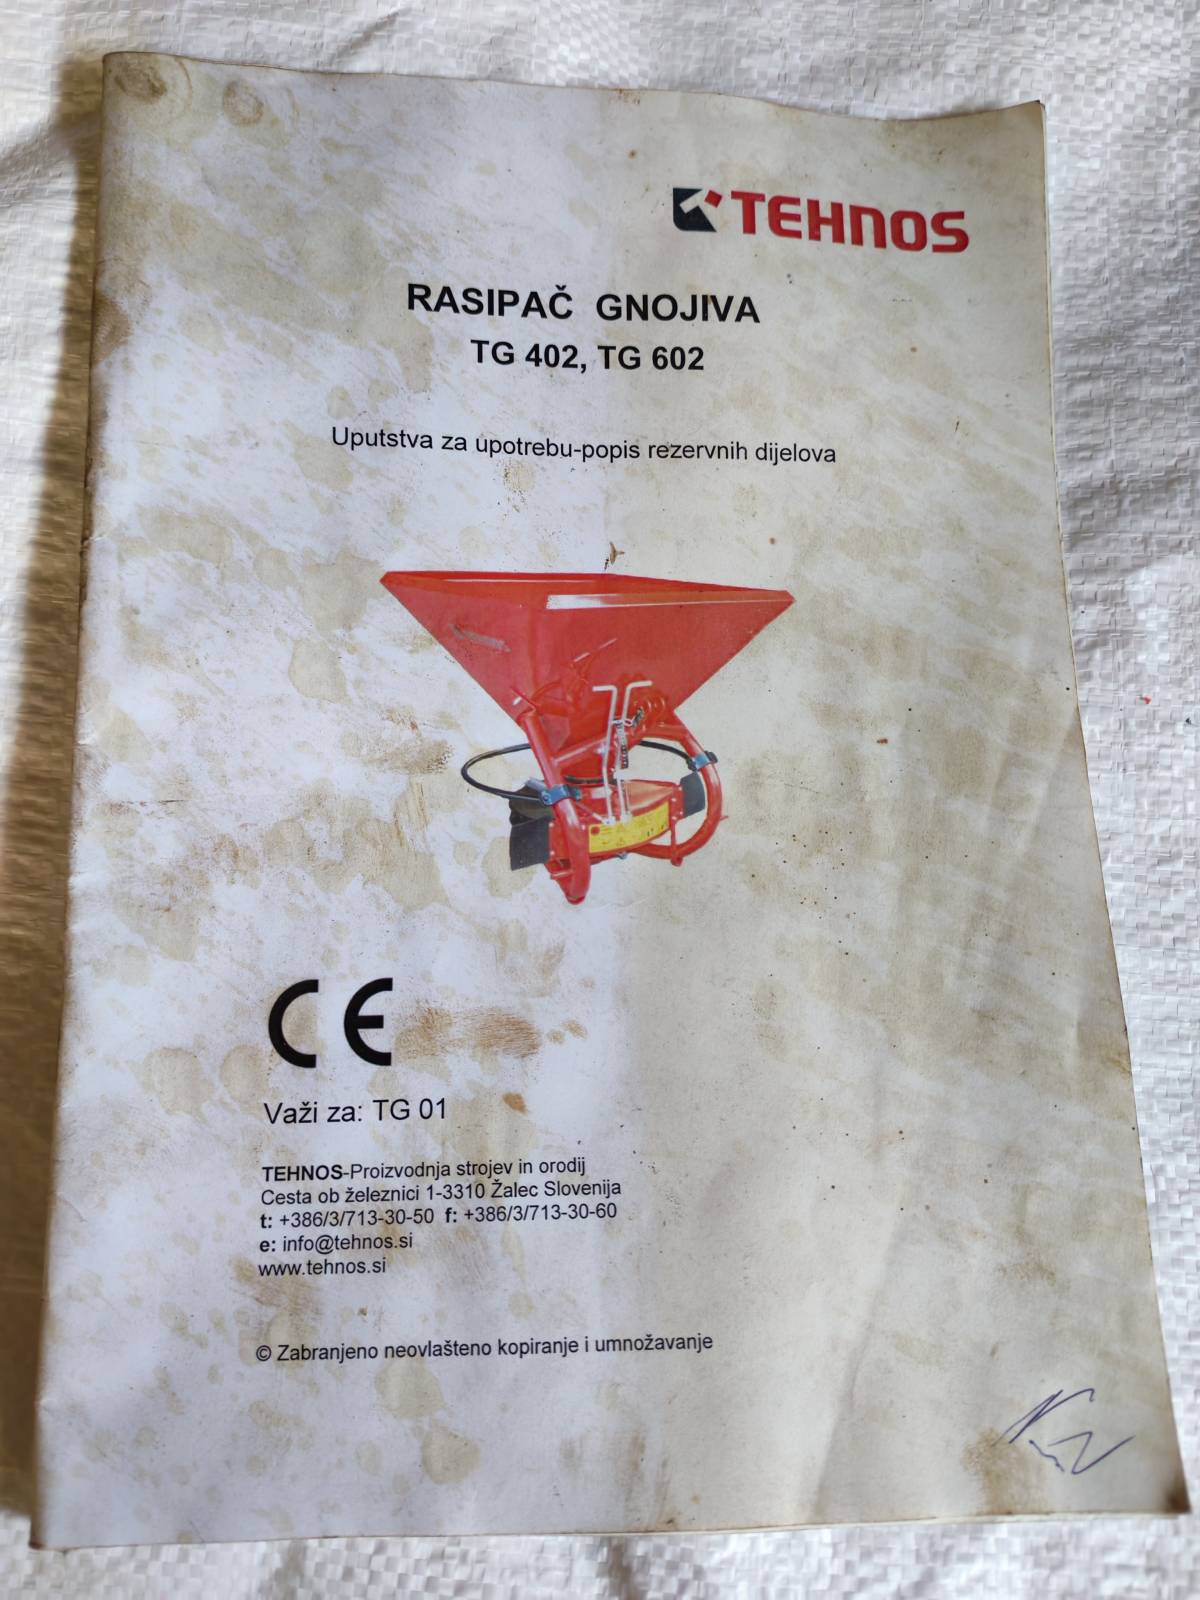 TEHNOS
RASIPAČ GNOJIVA
TG 402, TG 602
Uputstva za upotrebu-popis rezervnih dijelova
CE
Važi za: TG 01
TEHNOS-Proizvodnja strojev in orodij
Cesta ob železnici 1-3310 Žalec Slovenija
t: +386/3/713-30-50 f: +386/3/713-30-60
e: info@tehnos.si
www.tehnos.si
© Zabranjeno neovlašteno kopiranje i umnožavanje